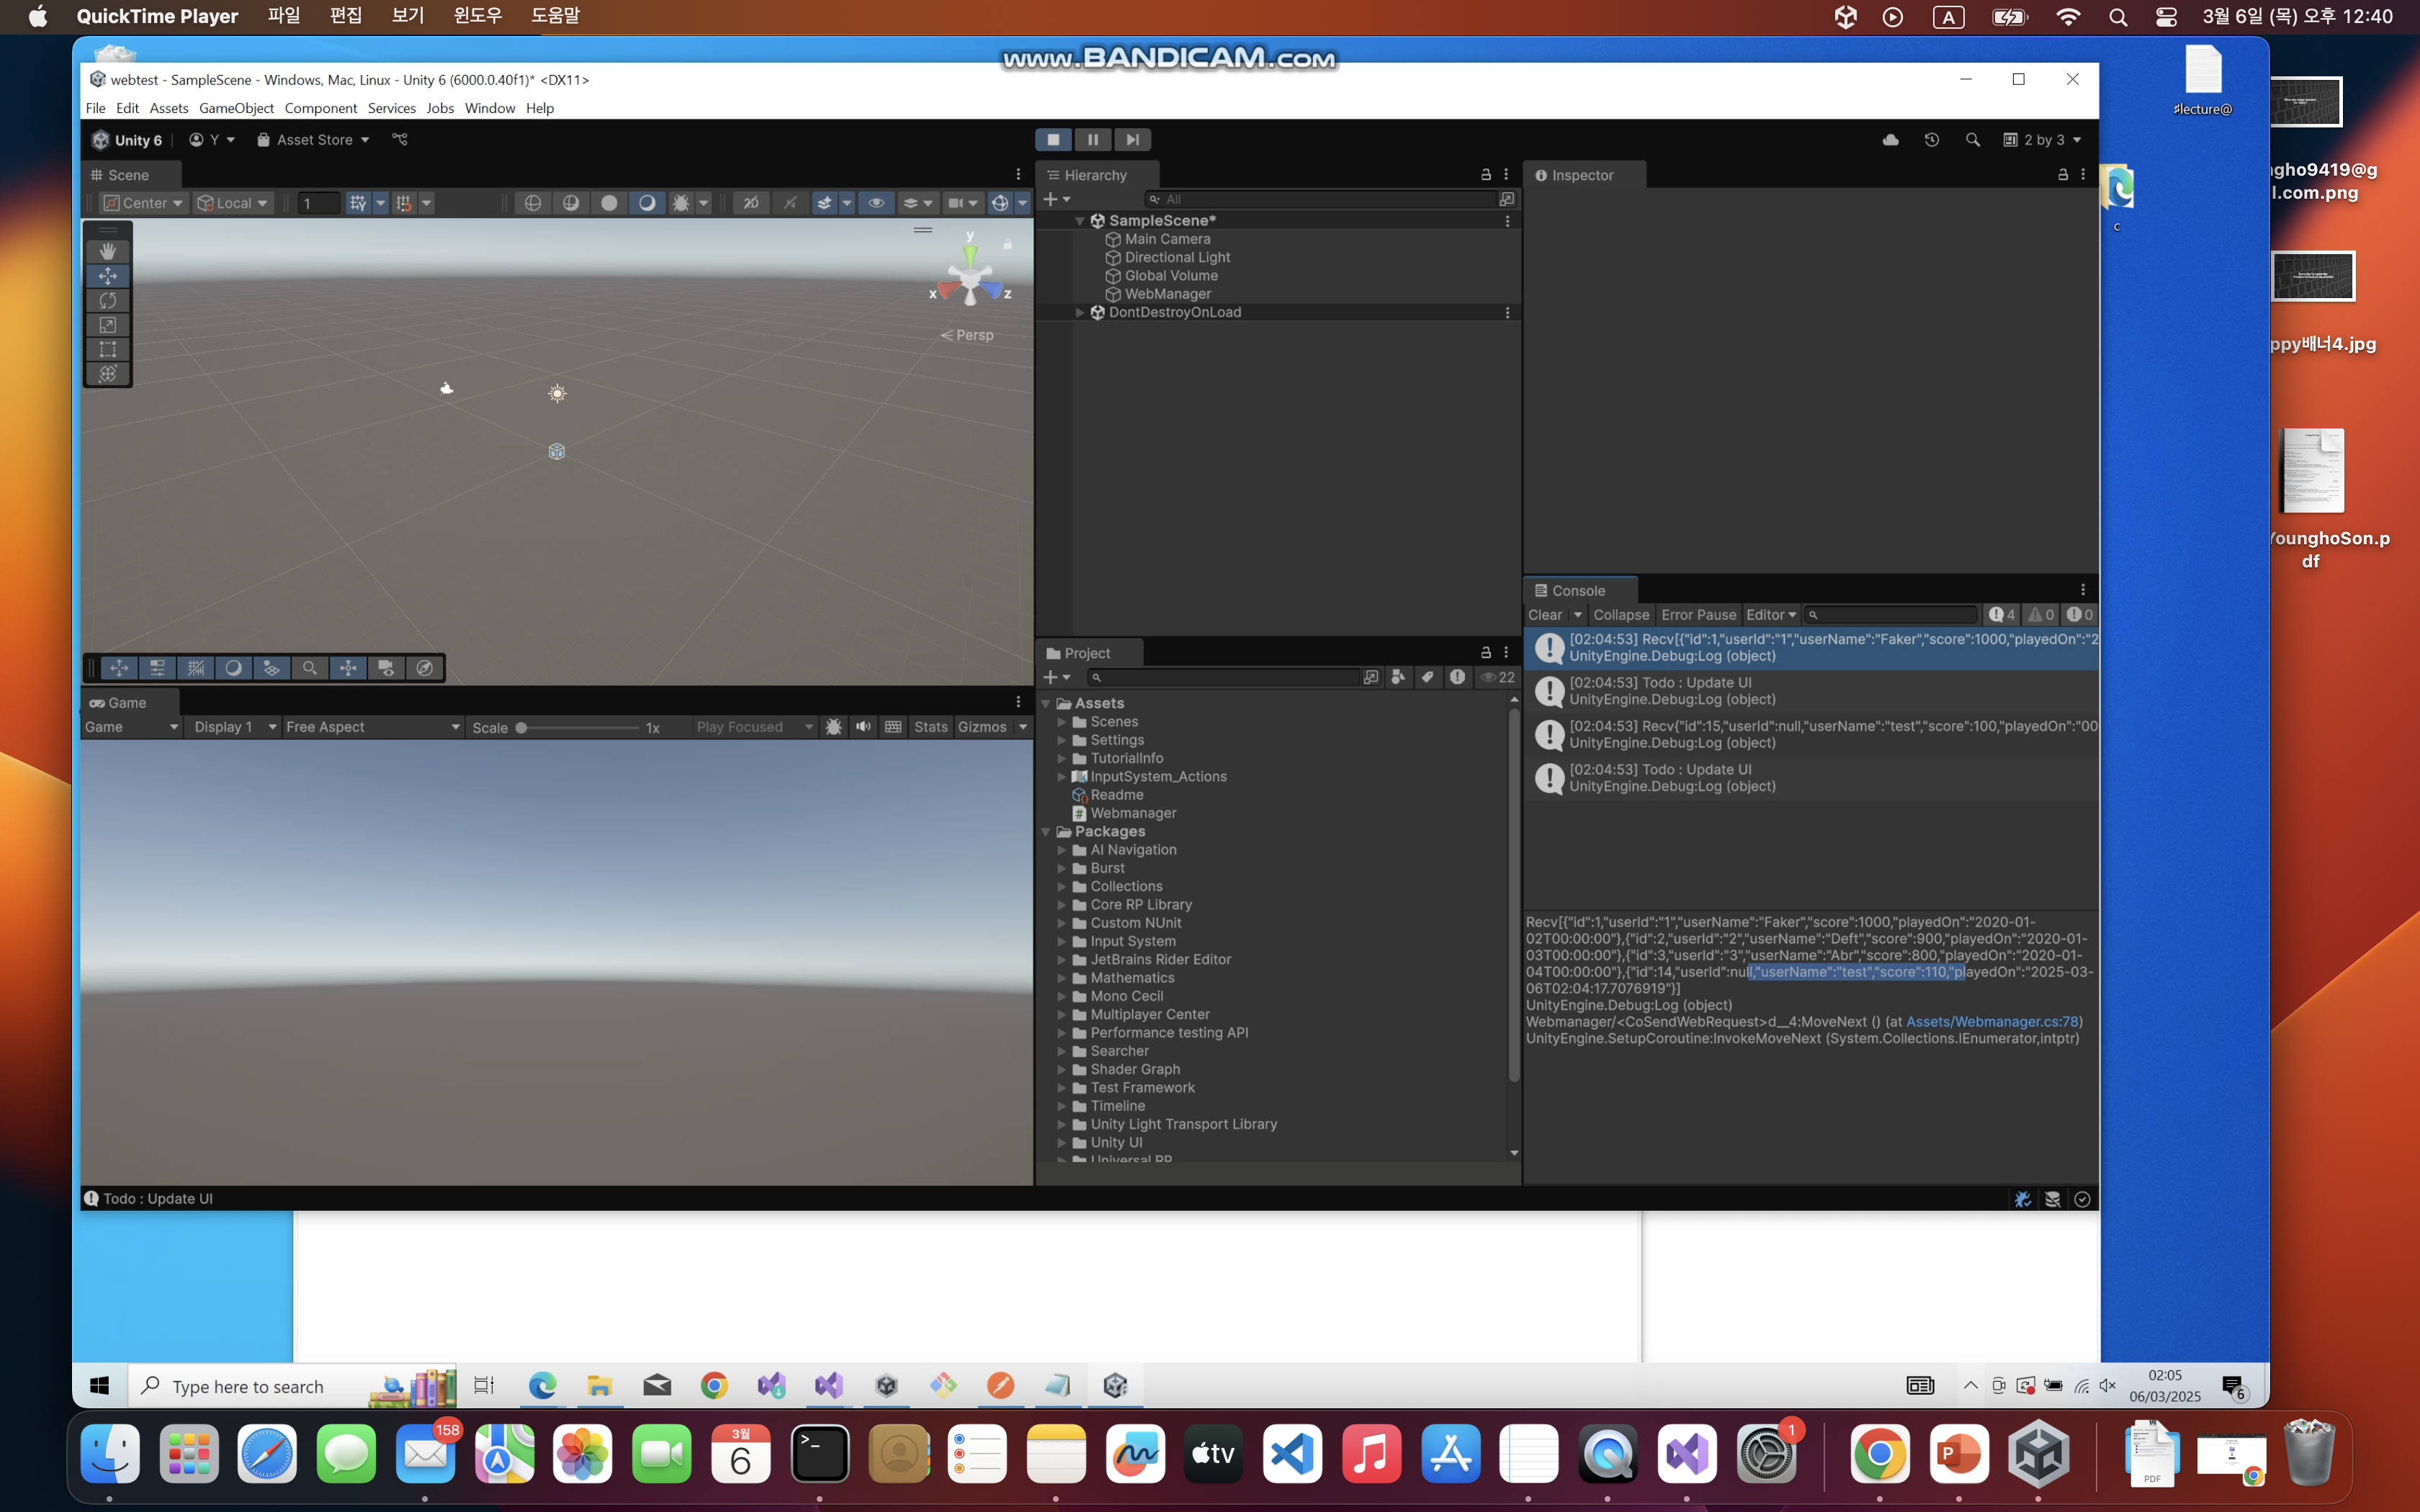 QuickTime Player 파일 편집 보기 윈도우 도움말
A
3월 6일 (목) 오후 12:40
www.BANDICAM.com
webtest - SampleScene - Windows, Mac, Linux - Unity 6 (6000.0.40f1)* <DX11>
File Edit Assets GameObject Component Services Jobs Window Help
Unity 6 Y Asset Store
2 by 3
Scene
Center Local 1
2D
y
x
z
Persp
Game
Game Display 1 Free Aspect Scale 1x Play Focused Stats Gizmos
Hierarchy
All
SampleScene*
Main Camera
Directional Light
Global Volume
WebManager
DontDestroyOnLoad
Project
22
Assets
Scenes
Settings
TutorialInfo
InputSystem_Actions
Readme
Webmanager
Packages
AI Navigation
Burst
Collections
Core RP Library
Custom NUnit
Input System
JetBrains Rider Editor
Mathematics
Mono Cecil
Multiplayer Center
Performance testing API
Searcher
Shader Graph
Test Framework
Timeline
Unity Light Transport Library
Unity UI
Universal RP
Inspector
Console
Clear Collapse Error Pause Editor 4 0 0
[02:04:53] Recv[{"id":1,"userId":"1","userName":"Faker","score":1000,"playedOn":"2
UnityEngine.Debug:Log (object)
[02:04:53] Todo : Update UI
UnityEngine.Debug:Log (object)
[02:04:53] Recv{"id":15,"userId":null,"userName":"test","score":100,"playedOn":"00
UnityEngine.Debug:Log (object)
[02:04:53] Todo : Update UI
UnityEngine.Debug:Log (object)
Recv[{"id":1,"userId":"1","userName":"Faker","score":1000,"playedOn":"2020-01-
02T00:00:00"},{"id":2,"userId":"2","userName":"Deft","score":900,"playedOn":"2020-01-
03T00:00:00"},{"id":3,"userId":"3","userName":"Abr","score":800,"playedOn":"2020-01-
04T00:00:00"},{"id":14,"userId":null,"userName":"test","score":110,"playedOn":"2025-03-
06T02:04:17.7076919"}]
UnityEngine.Debug:Log (object)
Webmanager/<CoSendWebRequest>d__4:MoveNext () (at Assets/Webmanager.cs:78)
UnityEngine.SetupCoroutine:InvokeMoveNext (System.Collections.IEnumerator,intptr)
Todo : Update UI
#lecture@
c
gho9419@g
l.com.png
ppy배너4.jpg
YounghoSon.p
df
Type here to search
02:05
06/03/2025
6
158
3월
6
tv
1
P
PDF